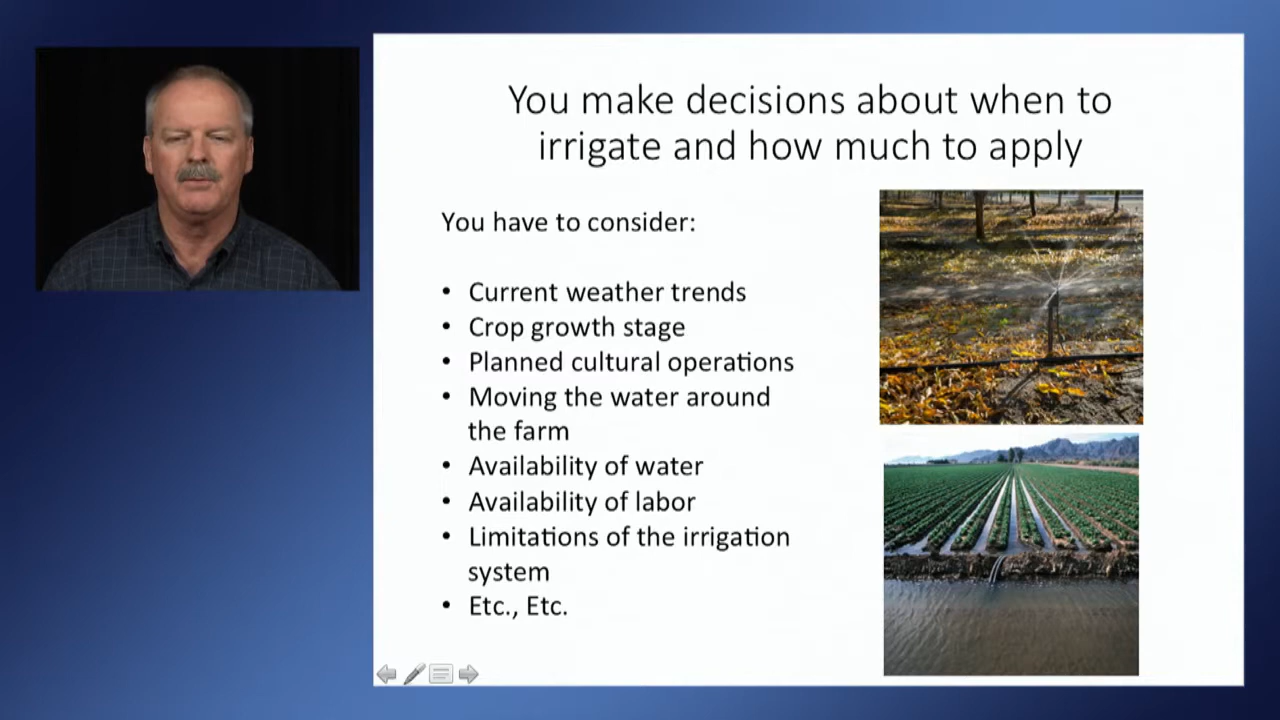 You make decisions about when to
irrigate and how much to apply
You have to consider:
• Current weather trends
• Crop growth stage
• Planned cultural operations
• Moving the water around
the farm
• Availability of water
• Availability of labor
• Limitations of the irrigation
system
• Etc., Etc.